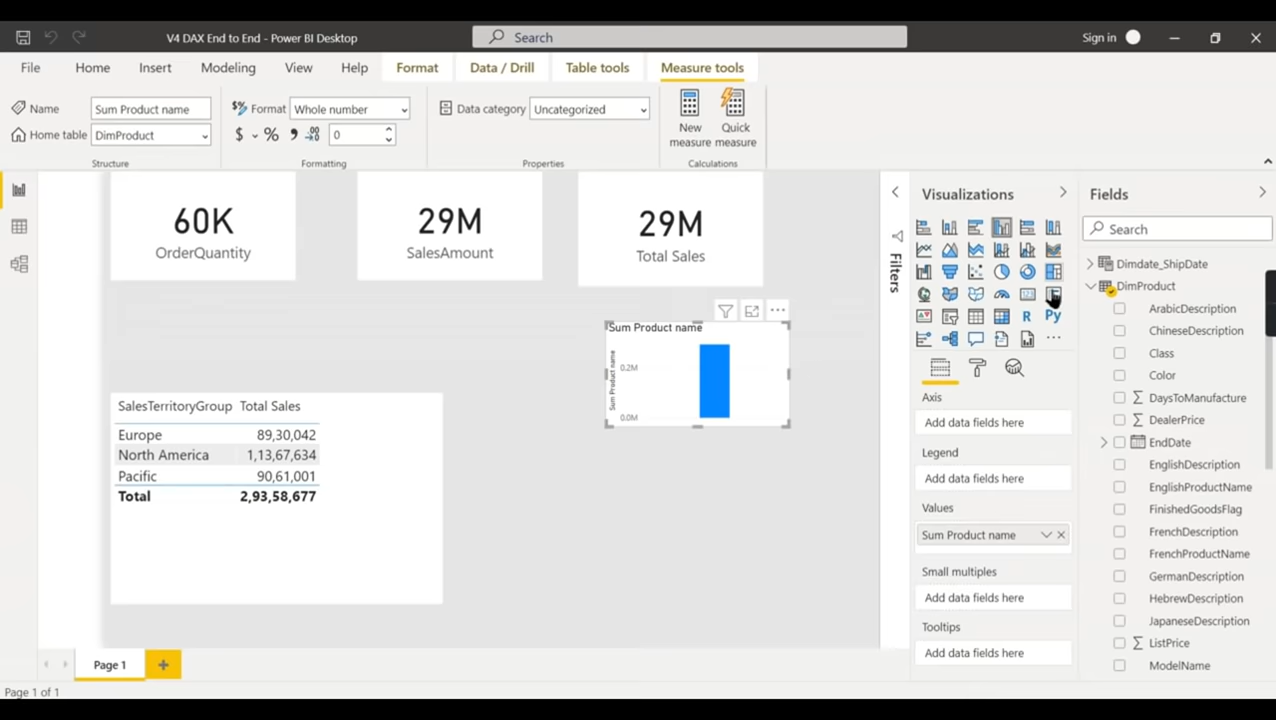 V4 DAX End to End - Power BI Desktop
Search
Sign in
File Home Insert Modeling View Help Format Data / Drill Table tools Measure tools
Name Sum Product name
Home table DimProduct
Structure
Format Whole number
$ % 9 .00 0
Formatting
Data category Uncategorized
Properties
New measure
Quick measure
Calculations
60K
OrderQuantity
29M
SalesAmount
29M
Total Sales
Sum Product name
Sum Product name
0.2M
0.0M
SalesTerritoryGroup Total Sales
Europe 89,30,042
North America 1,13,67,634
Pacific 90,61,001
Total 2,93,58,677
Filters
Visualizations
R Py
Axis
Add data fields here
Legend
Add data fields here
Values
Sum Product name
Small multiples
Add data fields here
Tooltips
Add data fields here
Fields
Search
Dimdate_ShipDate
DimProduct
ArabicDescription
ChineseDescription
Class
Color
DaysToManufacture
DealerPrice
EndDate
EnglishDescription
EnglishProductName
FinishedGoodsFlag
FrenchDescription
FrenchProductName
GermanDescription
HebrewDescription
JapaneseDescription
ListPrice
ModelName
Page 1
Page 1 of 1